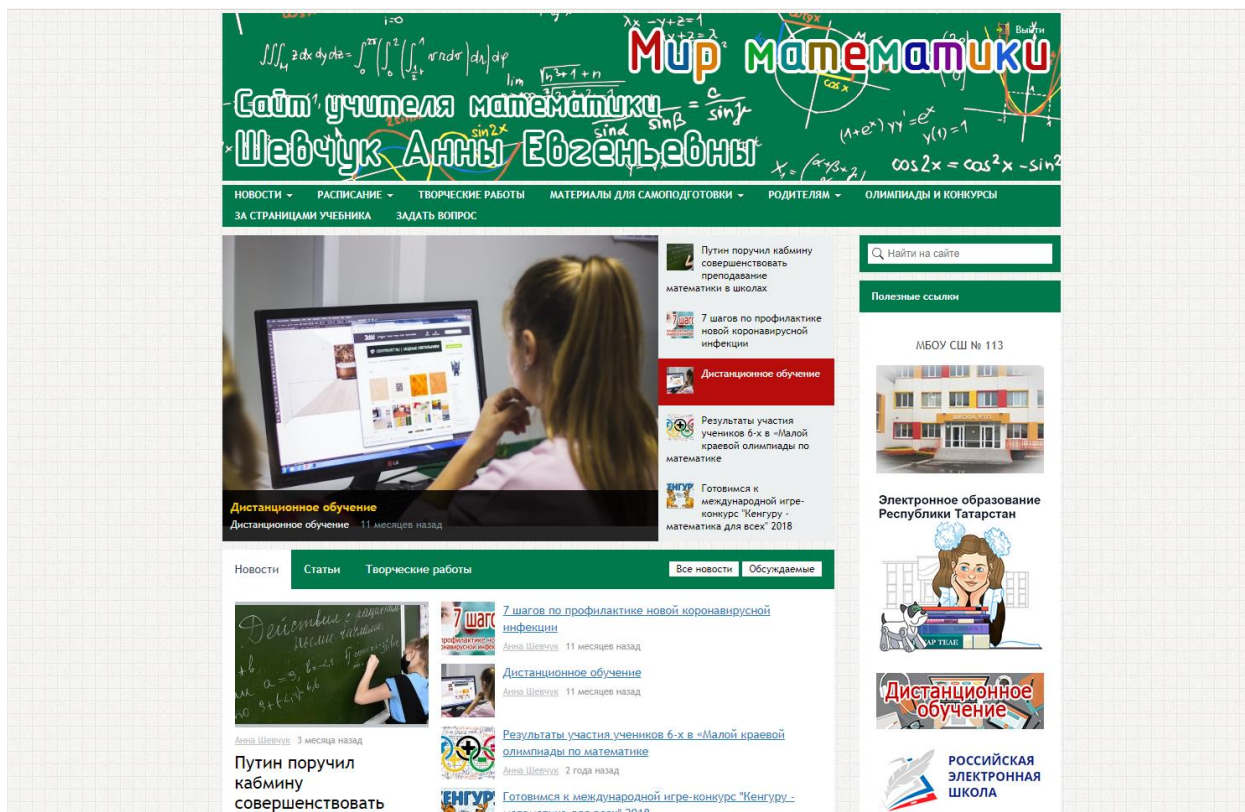 Выйти
Мир математики
Сайт учителя математики
Шевчук Анны Евгеньевны
НОВОСТИ
РАСПИСАНИЕ
ТВОРЧЕСКИЕ РАБОТЫ
МАТЕРИАЛЫ ДЛЯ САМОПОДГОТОВКИ
РОДИТЕЛЯМ
ОЛИМПИАДЫ И КОНКУРСЫ
ЗА СТРАНИЦАМИ УЧЕБНИКА
ЗАДАТЬ ВОПРОС
Дистанционное обучение
Дистанционное обучение 11 месяцев назад
Путин поручил кабмину
совершенствовать
преподавание
математики в школах
7 шагов по профилактике
новой коронавирусной
инфекции
Дистанционное обучение
Результаты участия
учеников 6-х в «Малой
краевой олимпиады по
математике
Готовимся к
международной игре-
конкурс "Кенгуру -
математика для всех" 2018
Найти на сайте
Полезные ссылки
МБОУ СШ № 113
Электронное образование
Республики Татарстан
Дистанционное
обучение
РОССИЙСКАЯ
ЭЛЕКТРОННАЯ
ШКОЛА
Новости
Статьи
Творческие работы
Все новости
Обсуждаемые
Анна Шевчук 3 месяца назад
Путин поручил
кабмину
совершенствовать
7 шагов по профилактике новой коронавирусной
инфекции
Анна Шевчук 11 месяцев назад
Дистанционное обучение
Анна Шевчук 11 месяцев назад
Результаты участия учеников 6-х в «Малой краевой
олимпиады по математике
Анна Шевчук 2 года назад
Готовимся к международной игре-конкурс "Кенгуру -
математика для всех" 2018